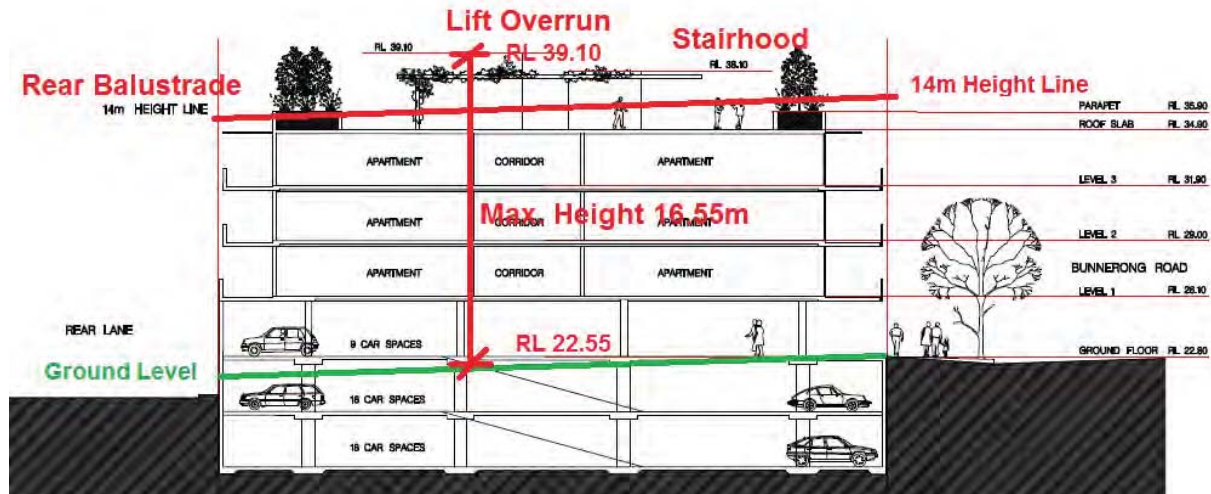 Lift Overrun
RL 39.10
RL 39.10
Stairhood
RL 38.10
Rear Balustrade
14m Height Line
14m HEIGHT LINE
PARAPET RL 35.90
ROOF SLAB RL 34.90
APARTMENT CORRIDOR APARTMENT
LEVEL 3 RL 31.90
Max. Height 16.55m
APARTMENT APARTMENT
LEVEL 2 RL 29.00
BUNNERONG ROAD
APARTMENT CORRIDOR APARTMENT
LEVEL 1 RL 26.10
REAR LANE
9 CAR SPACES
RL 22.55
GROUND FLOOR RL 22.80
Ground Level
16 CAR SPACES
16 CAR SPACES